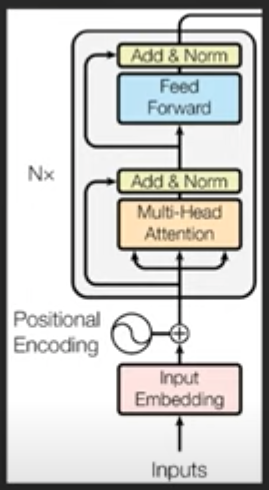 Add & Norm
Feed
Forward
Nx
Add & Norm
Multi-Head
Attention
Positional
Encoding
Input
Embedding
Inputs